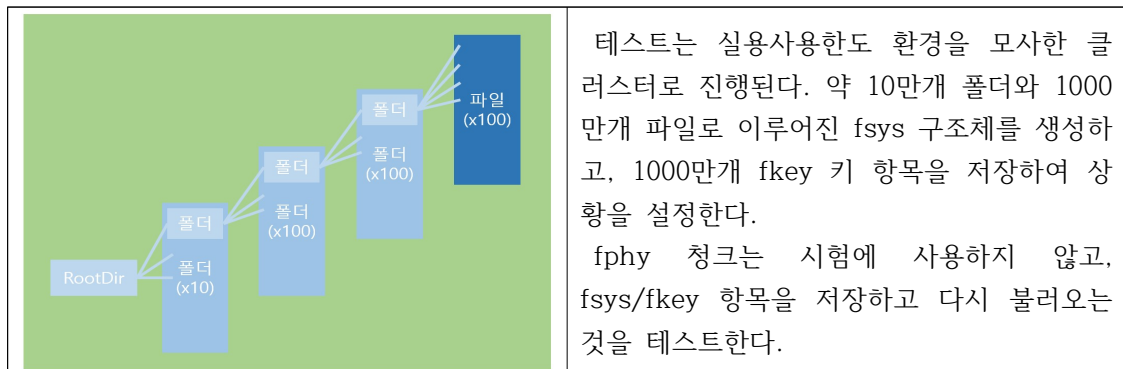 폴더
파일
(x100)
폴더
폴더
(x100)
폴더
폴더
(x100)
RootDir
폴더
(x10)
테스트는 실용사용한도 환경을 모사한 클
러스터로 진행된다. 약 10만개 폴더와 1000
만개 파일로 이루어진 fsys 구조체를 생성하
고, 1000만개 fkey 키 항목을 저장하여 상
황을 설정한다.
fphy 청크는 시험에 사용하지 않고,
fsys/fkey 항목을 저장하고 다시 불러오는
것을 테스트한다.